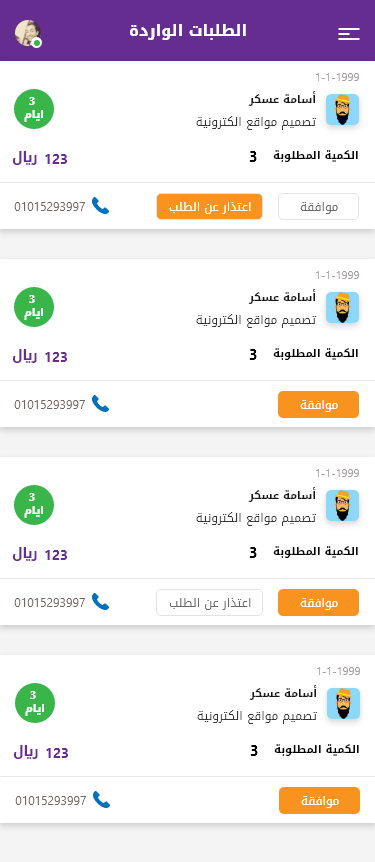 الطلبات الواردة
1-1-1999
أسامة عسكر
تصميم مواقع الكترونية
3
ايام
الكمية المطلوبة 3
123 ريال
موافقة
اعتذار عن الطلب
01015293997
1-1-1999
أسامة عسكر
تصميم مواقع الكترونية
3
ايام
الكمية المطلوبة 3
123 ريال
موافقة
01015293997
1-1-1999
أسامة عسكر
تصميم مواقع الكترونية
3
ايام
الكمية المطلوبة 3
123 ريال
موافقة
اعتذار عن الطلب
01015293997
1-1-1999
أسامة عسكر
تصميم مواقع الكترونية
3
ايام
الكمية المطلوبة 3
123 ريال
موافقة
01015293997